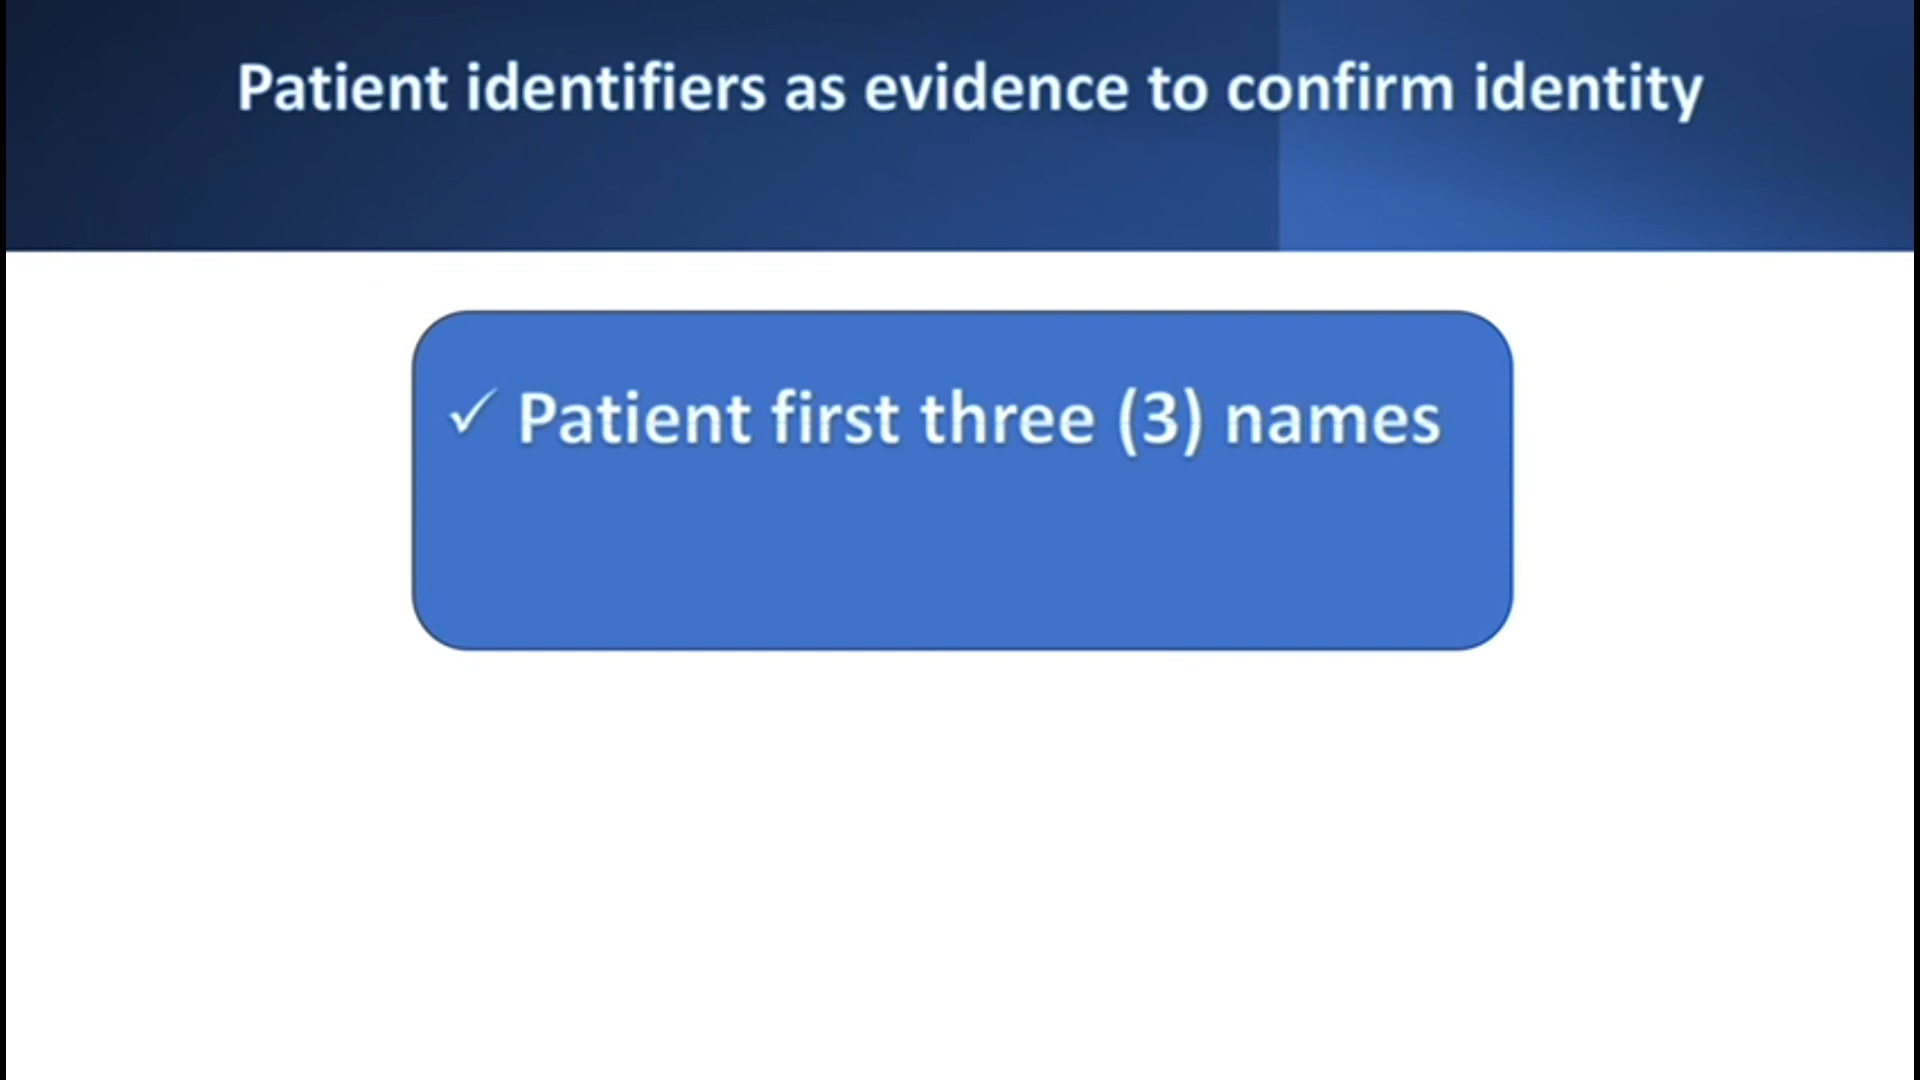 Patient identifiers as evidence to confirm identity
✓ Patient first three (3) names